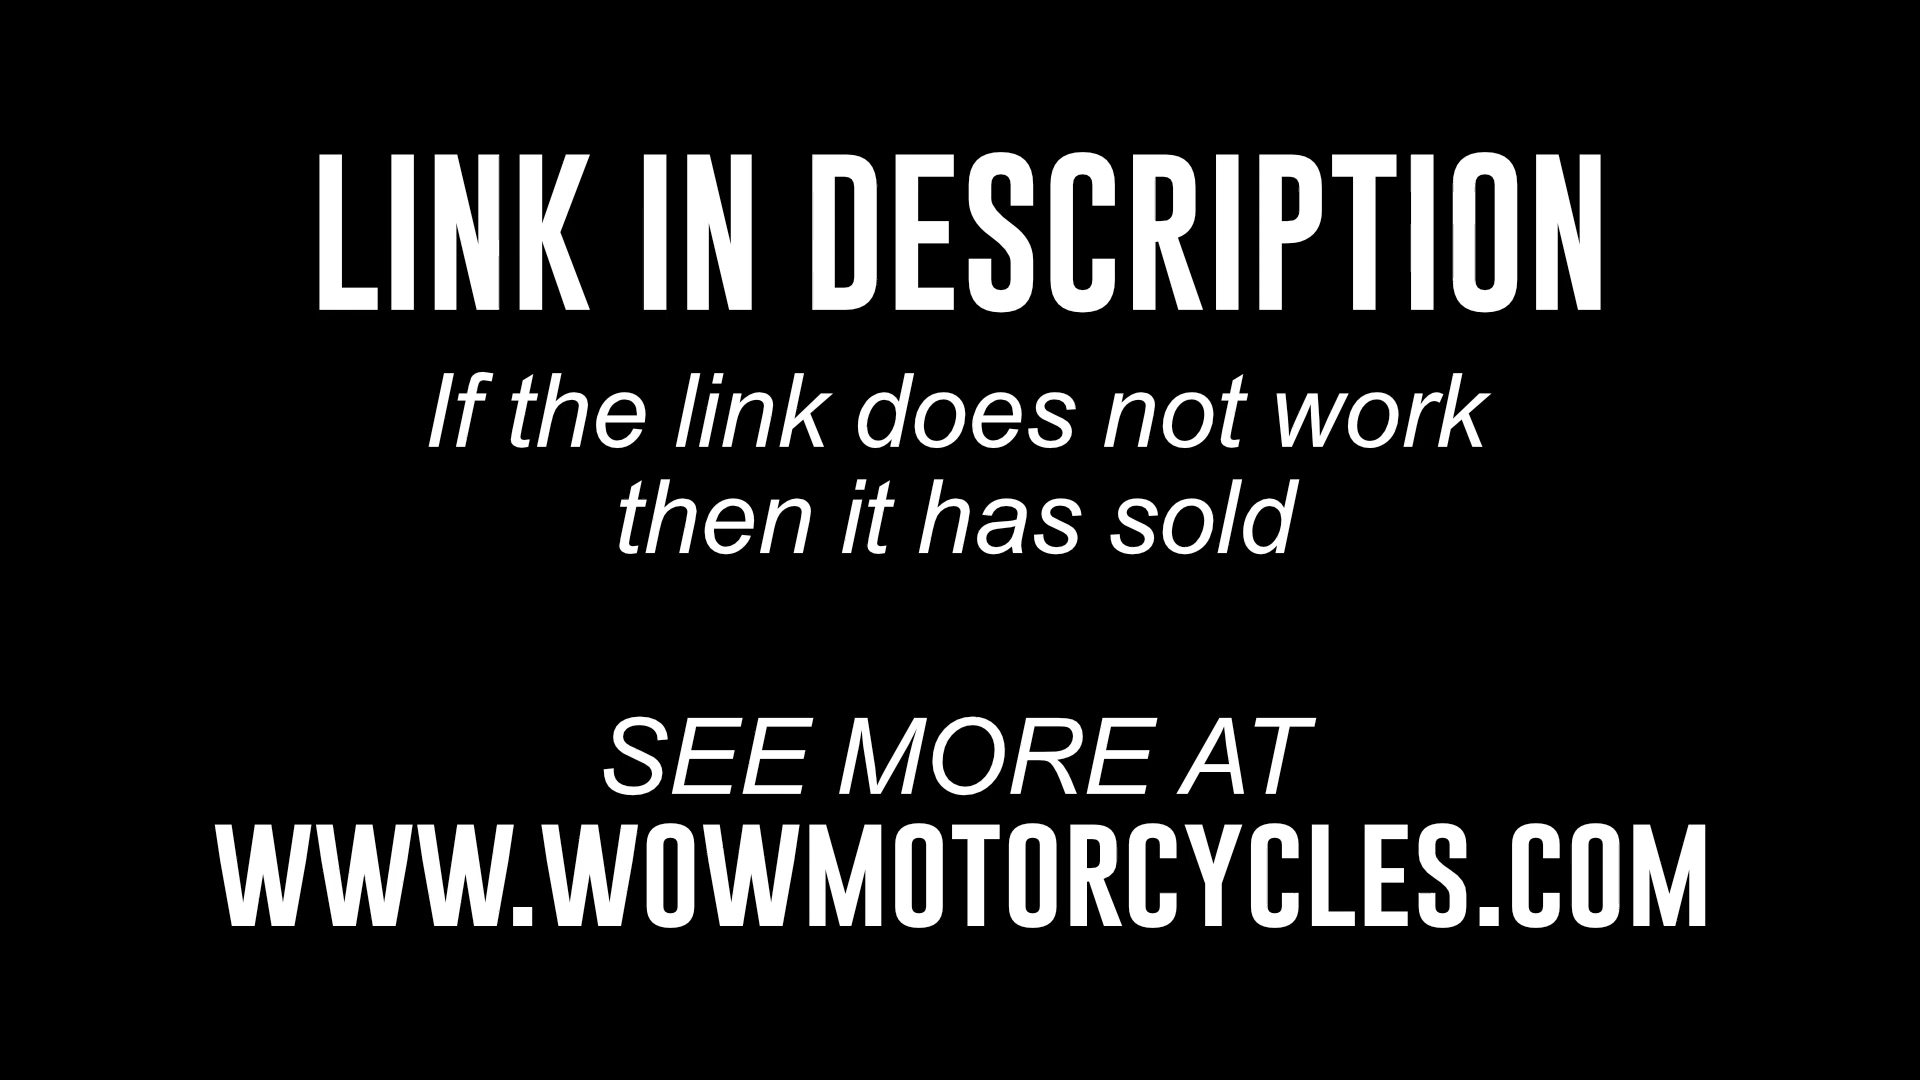 LINK IN DESCRIPTION
If the link does not work
then it has sold
SEE MORE AT
WWW.WOWMOTORCYCLES.COM